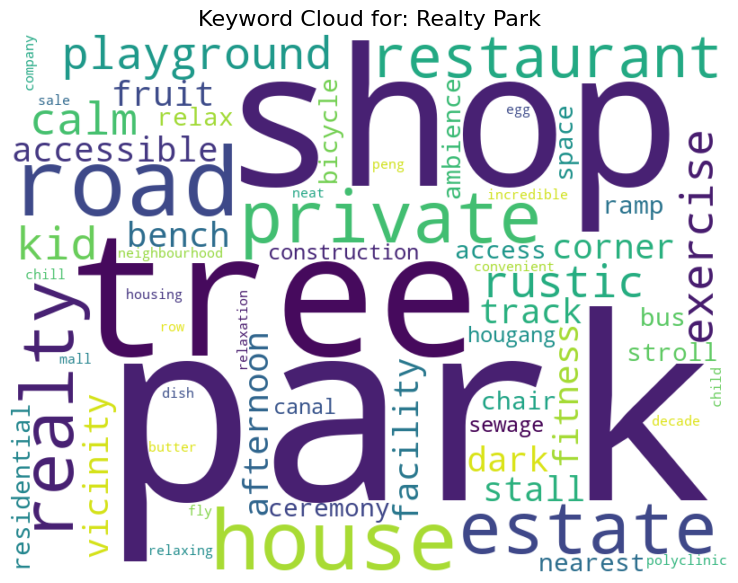 Keyword Cloud for: Realty Park
company
playground
restaurant
shop
sale
fruit
bicycle
ambience
egg
space
calm
relax
accessible
peng
road
neat
incredible
exercise
private
ramp
kid
bench
construction
access
corner
neighbourhood
tree
convenient
rustic
chill
housing
relaxation
realty
track
bus
row
hougang
stroll
mall
park
dish
afternoon
canal
facility
chair
fitness
child
residential
vicinity
sewage
decade
butter
dark
stall
fly
ceremony
house
estate
relaxing
nearest
polyclinic